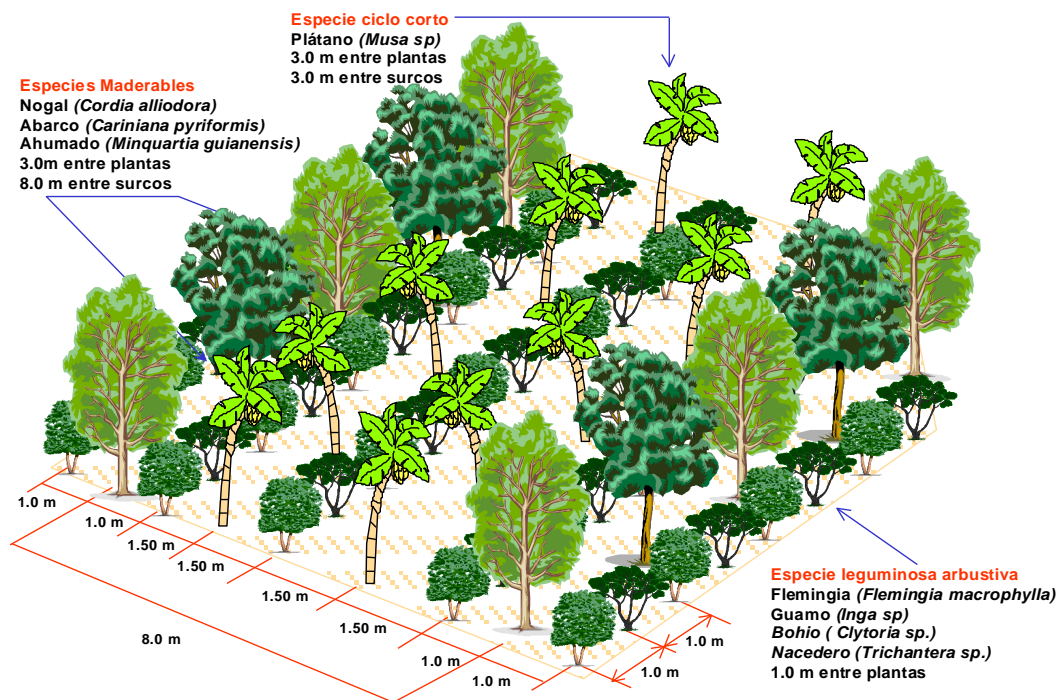 Especie ciclo corto
Plátano (Musa sp)
3.0 m entre plantas
3.0 m entre surcos
Especies Maderables
Nogal (Cordia alliodora)
Abarco (Cariniana pyriformis)
Ahumado (Minquartia guianensis)
3.0m entre plantas
8.0 m entre surcos
1.0 m
1.0 m
1.50 m
1.50 m
1.50 m
1.50 m
1.0 m
1.0 m
8.0 m
1.0 m
1.0 m
Especie leguminosa arbustiva
Flemingia (Flemingia macrophylla)
Guamo (Inga sp)
Bohio ( Clytoria sp.)
Nacedero (Trichantera sp.)
1.0 m entre plantas